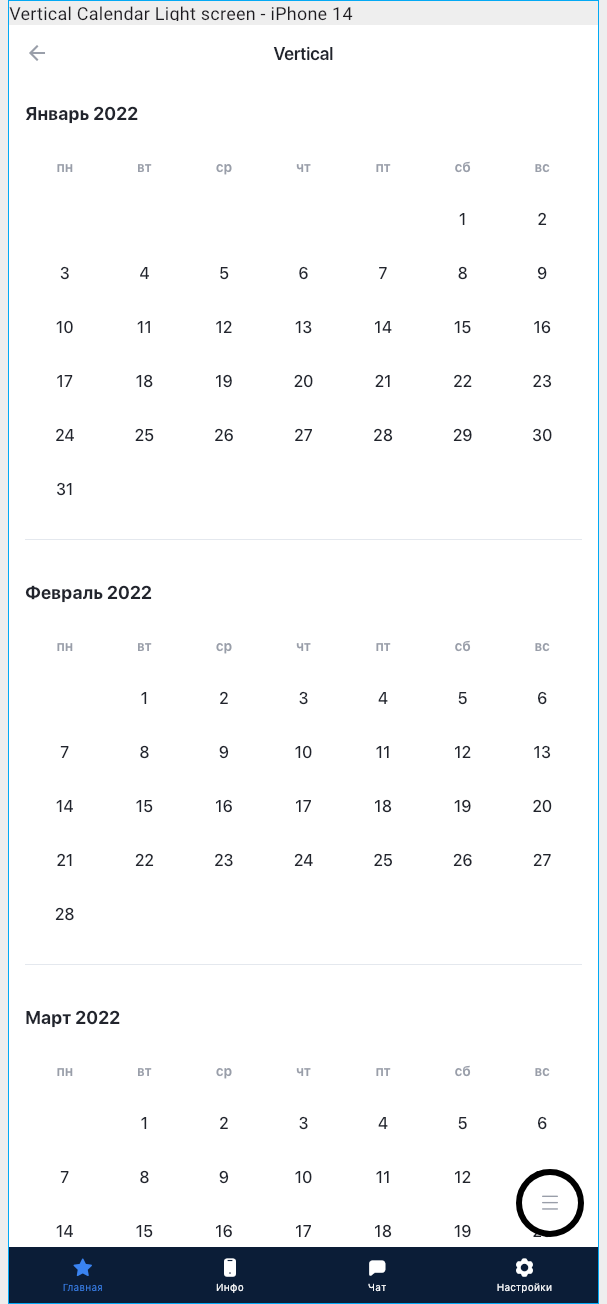 Vertical Calendar Light screen - iPhone 14
Vertical
Январь 2022
пн вт ср чт пт сб вс
1 2
3 4 5 6 7 8 9
10 11 12 13 14 15 16
17 18 19 20 21 22 23
24 25 26 27 28 29 30
31
Февраль 2022
пн вт ср чт пт сб вс
1 2 3 4 5 6
7 8 9 10 11 12 13
14 15 16 17 18 19 20
21 22 23 24 25 26 27
28
Март 2022
пн вт ср чт пт сб вс
1 2 3 4 5 6
7 8 9 10 11 12
14 15 16 17 18 19
Главная Инфо Чат Настройки